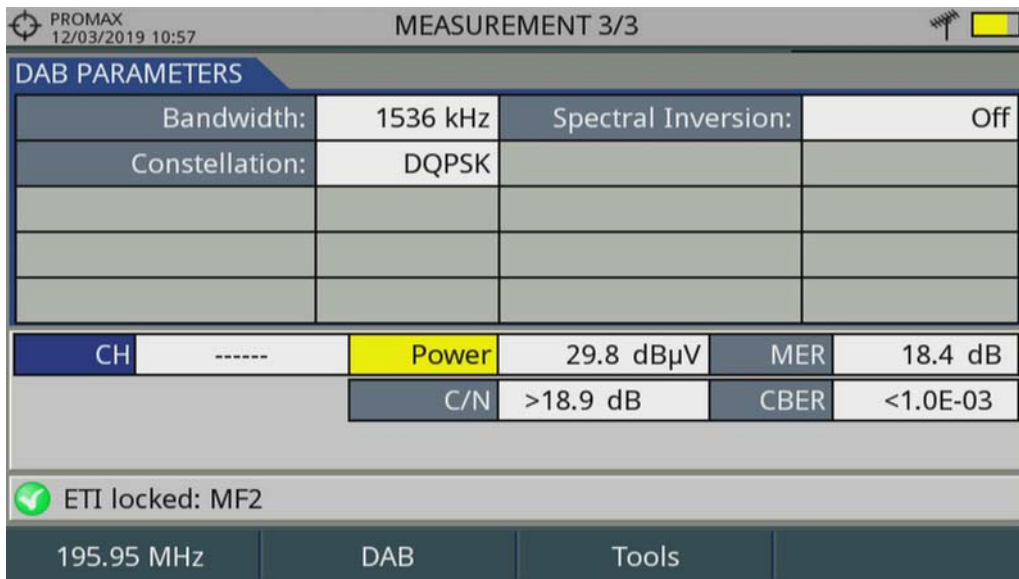 PROMAX
12/03/2019 10:57
MEASUREMENT 3/3
DAB PARAMETERS
Bandwidth: 1536 kHz Spectral Inversion: Off
Constellation: DQPSK
CH ------ Power 29.8 dBµV MER 18.4 dB
C/N >18.9 dB CBER <1.0E-03
ETI locked: MF2
195.95 MHz DAB Tools